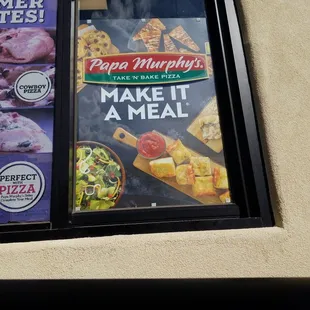 MER
TES!
COWBOY
PIZZA
PERFECT
PIZZA
Papa Murphy's
TAKE 'N' BAKE PIZZA
MAKE IT
A MEAL